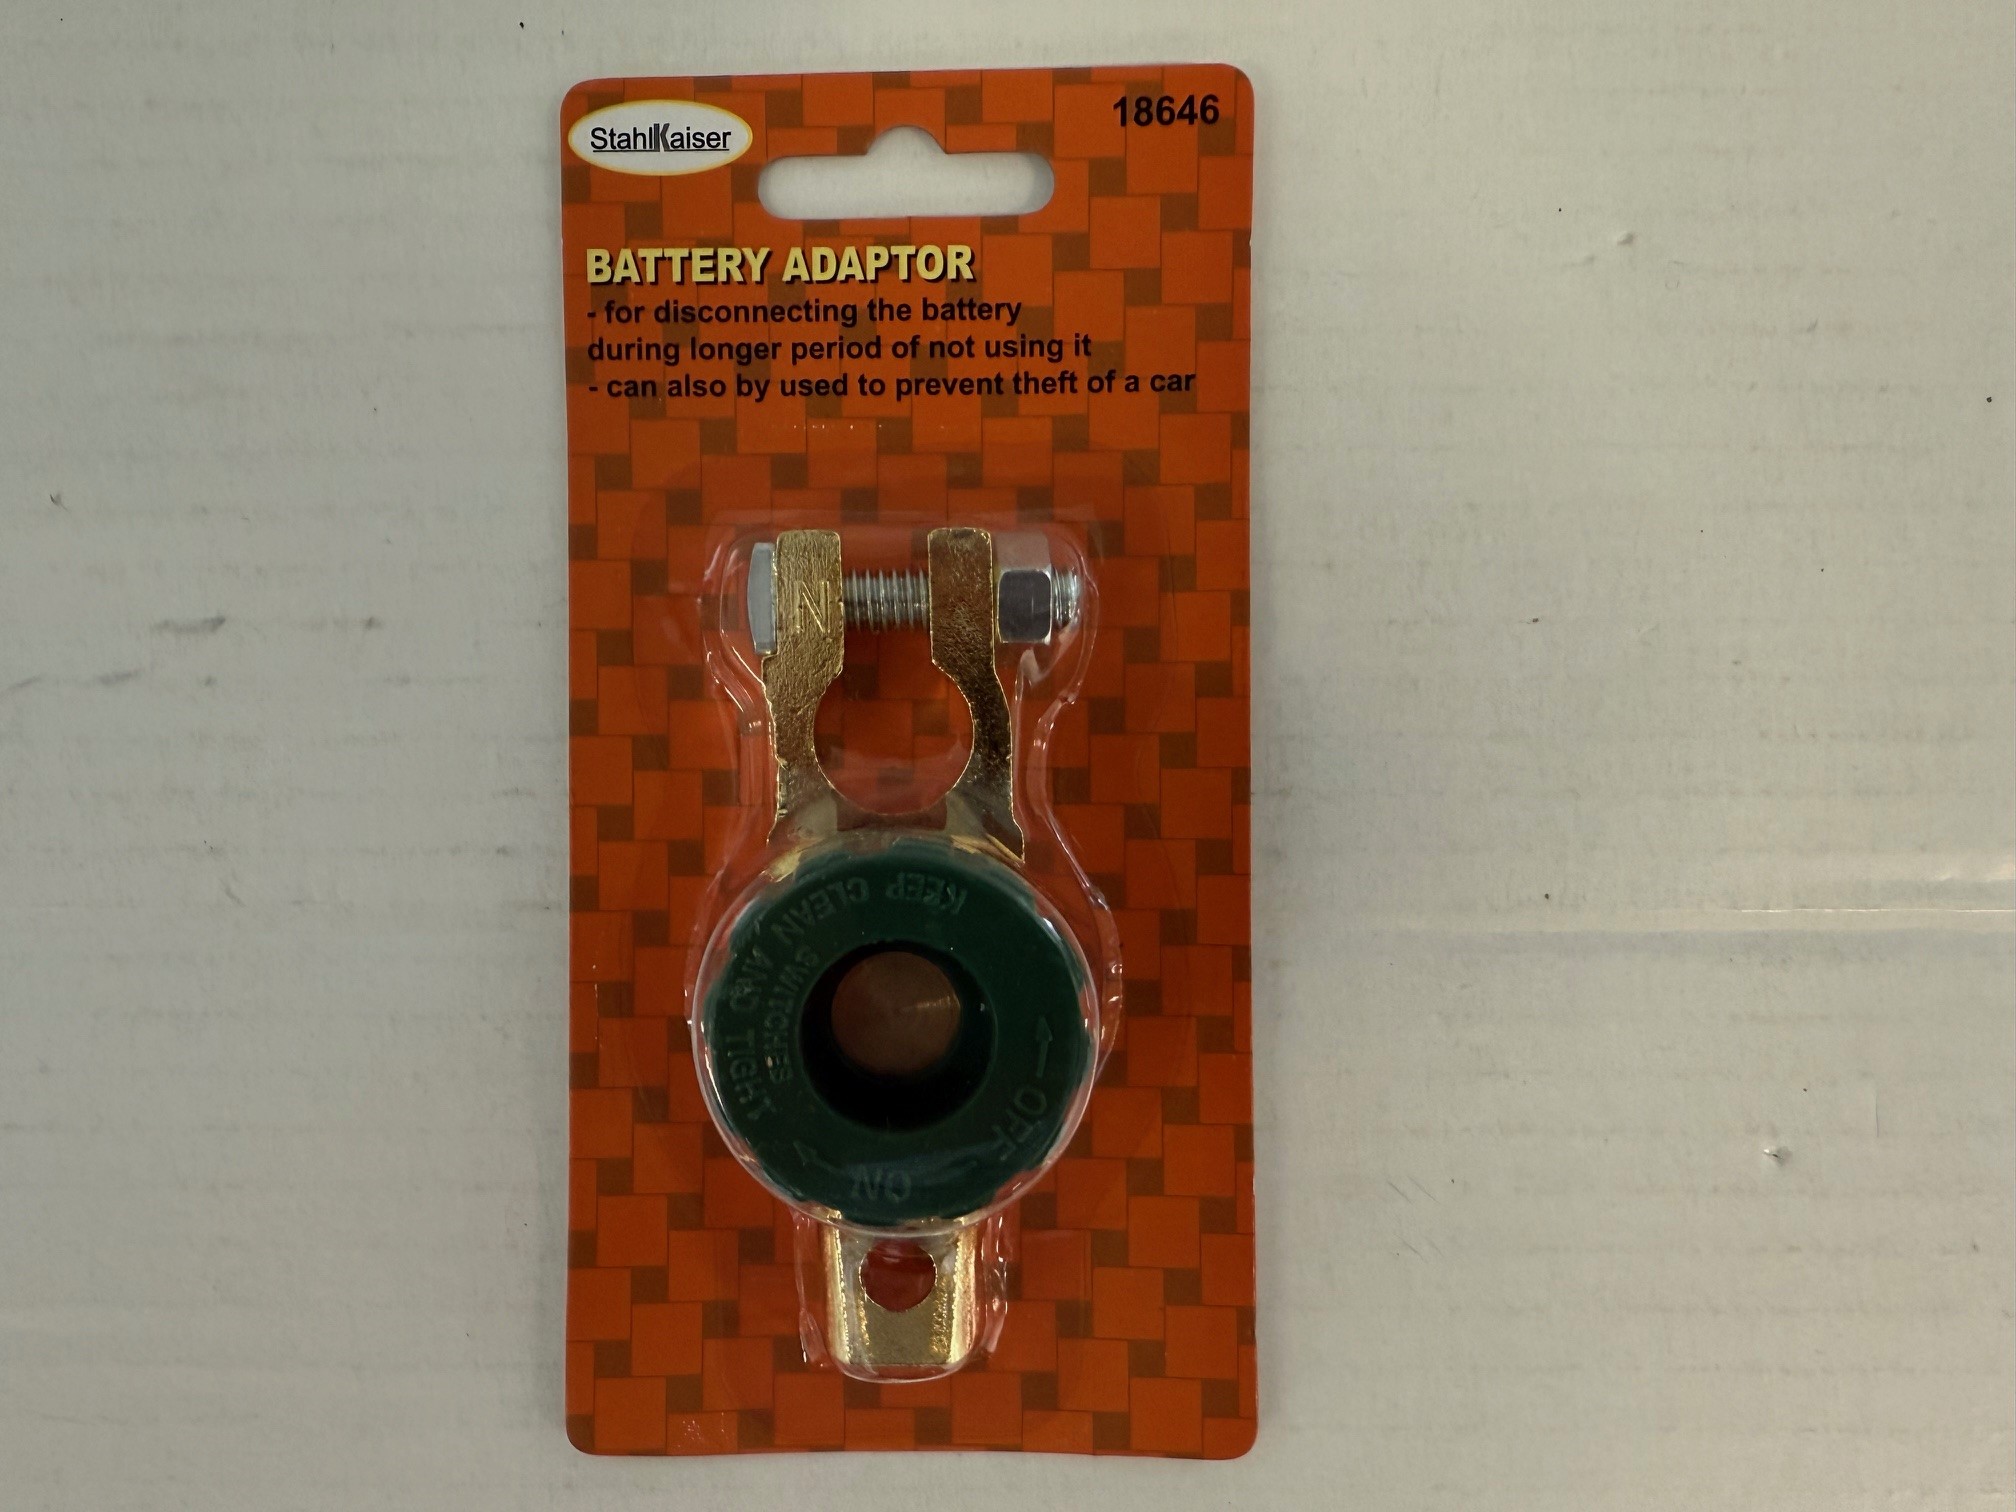 StahlKaiser
18646
BATTERY ADAPTOR
- for disconnecting the battery
during longer period of not using it
- can also by used to prevent theft of a car
N
KEEP CLEAN SWITCHES
AND TIGHT
OFF
ON